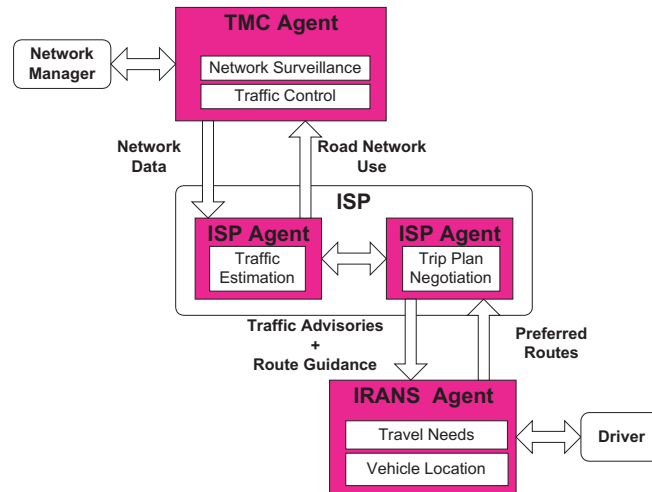 TMC Agent
Network
Manager
Network Surveillance
Traffic Control
Network
Data
Road Network
Use
ISP
ISP Agent
Traffic
Estimation
ISP Agent
Trip Plan
Negotiation
Traffic Advisories
+
Route Guidance
Preferred
Routes
IRANS Agent
Travel Needs
Vehicle Location
Driver